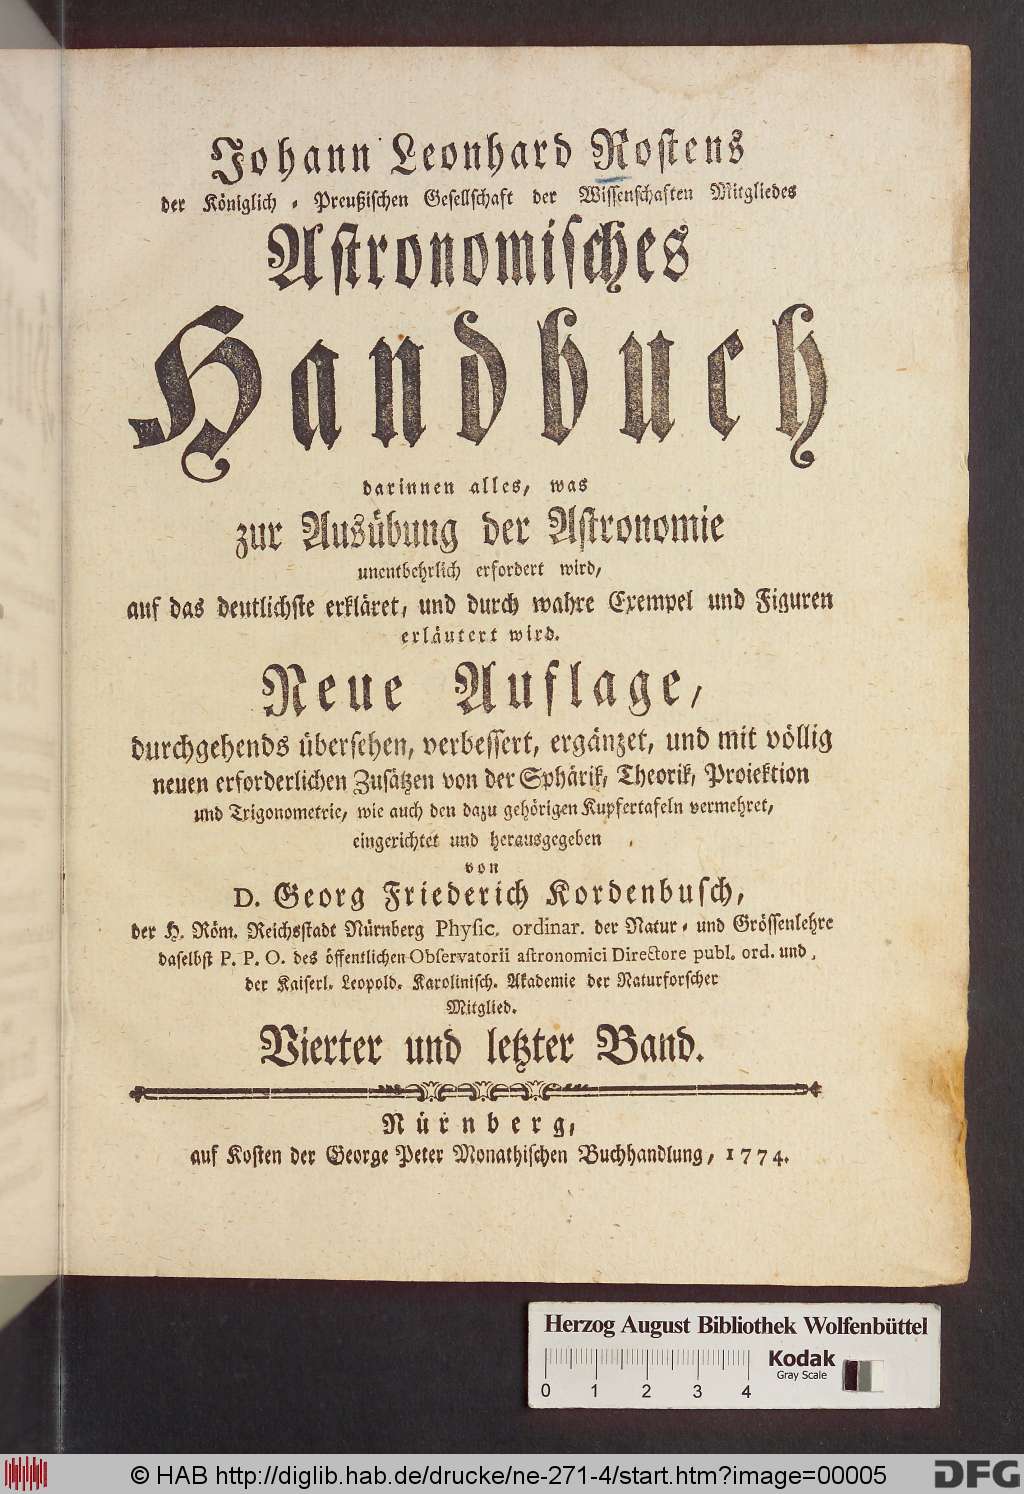 Johann Leonhard Rostens
der Königlich-Preußischen Gesellschaft der Wissenschaften Mitgliedes
Astronomisches
Handbuch
darinnen alles, was
zur Ausübung der Astronomie
unentbehrlich erfordert wird,
auf das deutlichste erkläret, und durch wahre Exempel und Figuren
erläutert wird.
Neue Auflage,
durchgehends übersehen, verbessert, ergänzet, und mit völlig
neuen erforderlichen Zusätzen von der Sphärik, Theorik, Proiektion
und Trigonometrie, wie auch den dazu gehörigen Kupfertafeln vermehret,
eingerichtet und herausgegeben
von
D. Georg Friederich Kordenbusch,
der H. Röm. Reichsstadt Nürnberg Physic. ordinar. der Natur- und Grössenlehre
daselbst P. P. O. des öffentlichen Observatorii astronomici Directore publ. ord. und
der Kaiserl. Leopold. Karolinisch. Akademie der Naturforscher
Mitglied.
Vierter und letzter Band.
Nürnberg,
auf Kosten der George Peter Monathischen Buchhandlung, 1774.
Herzog August Bibliothek Wolfenbüttel
Kodak
Gray Scale
0 1 2 3 4
© HAB http://diglib.hab.de/drucke/ne-271-4/start.htm?image=00005
DFG